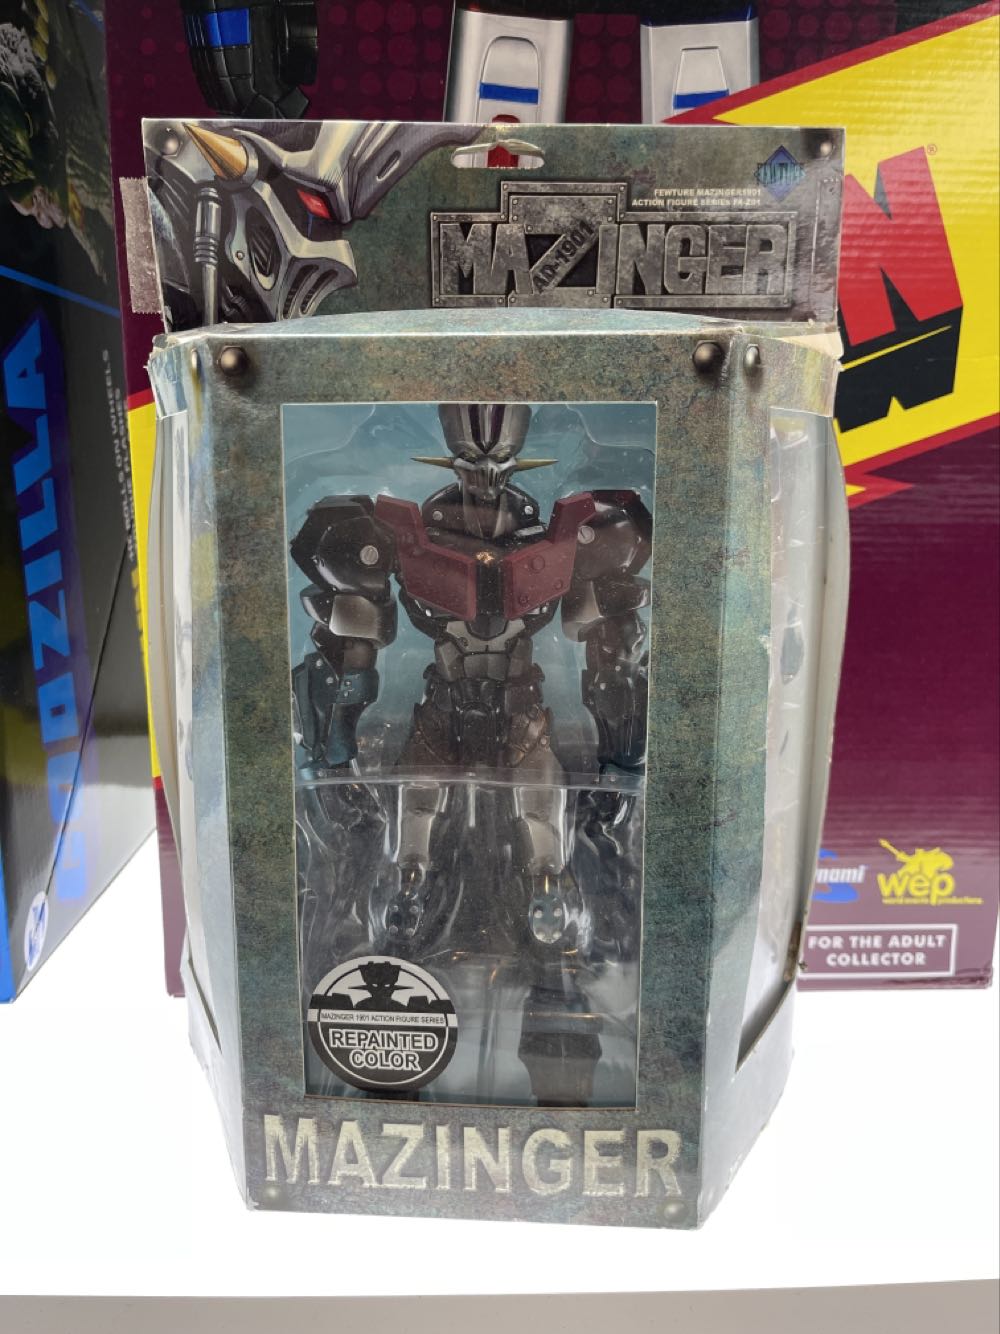 FEWTURE
FEWTURE MAZINGER1901
ACTION FIGURE SERIES FA-Z01
MAZINGER
AD-1901
MAZINGER 1901 ACTION FIGURE SERIES
REPAINTED
COLOR
MAZINGER
GODZILLA
wep
FOR THE ADULT
COLLECTOR